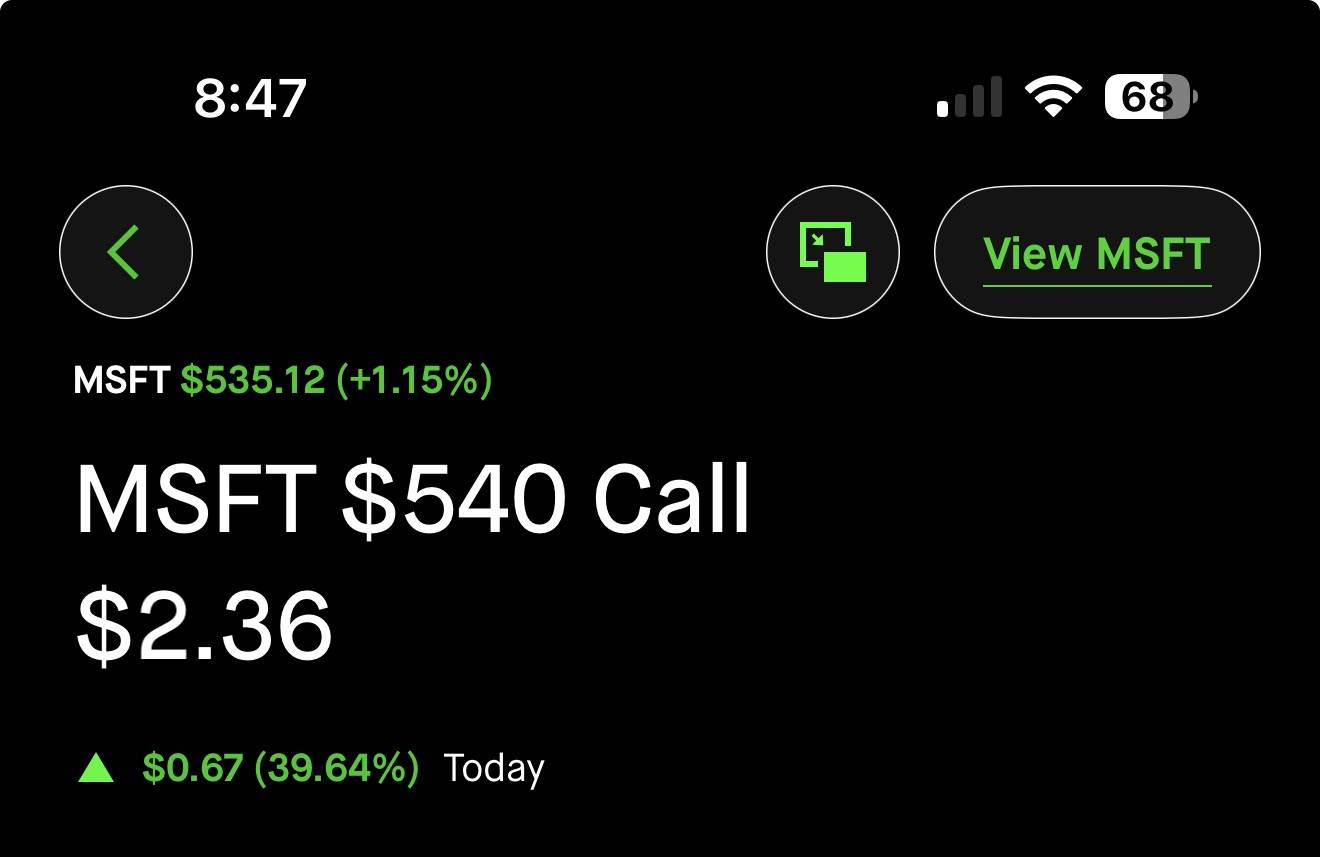 8:47 68
View MSFT
MSFT $535.12 (+1.15%)
MSFT $540 Call
$2.36
▲ $0.67 (39.64%) Today